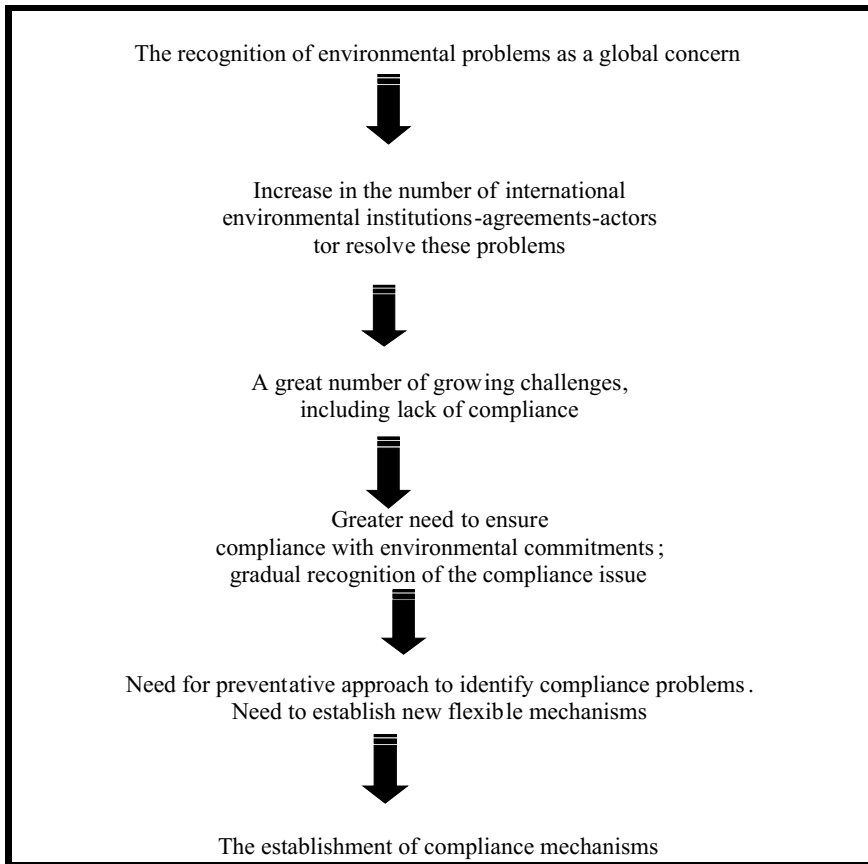 The recognition of environmental problems as a global concern
Increase in the number of international
environmental institutions-agreements-actors
tor resolve these problems
A great number of growing challenges,
including lack of compliance
Greater need to ensure
compliance with environmental commitments;
gradual recognition of the compliance issue
Need for preventative approach to identify compliance problems.
Need to establish new flexible mechanisms
The establishment of compliance mechanisms